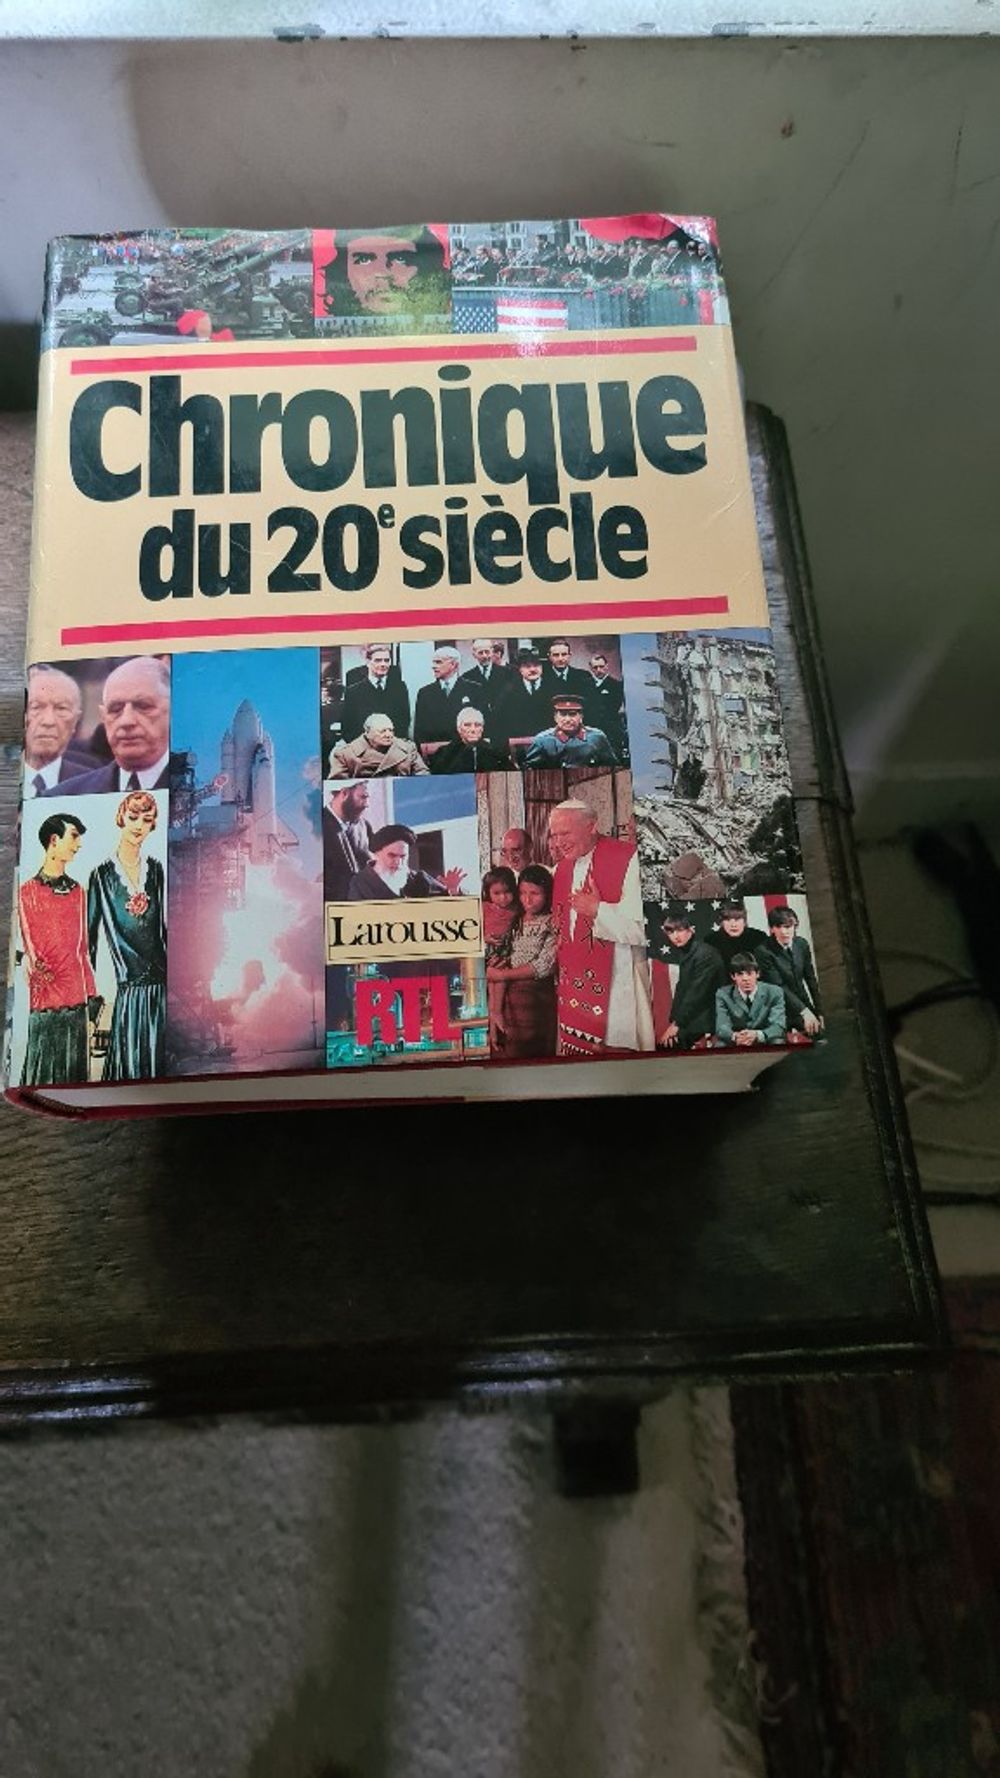 Chronique
du 20e siècle
Larousse
RTL